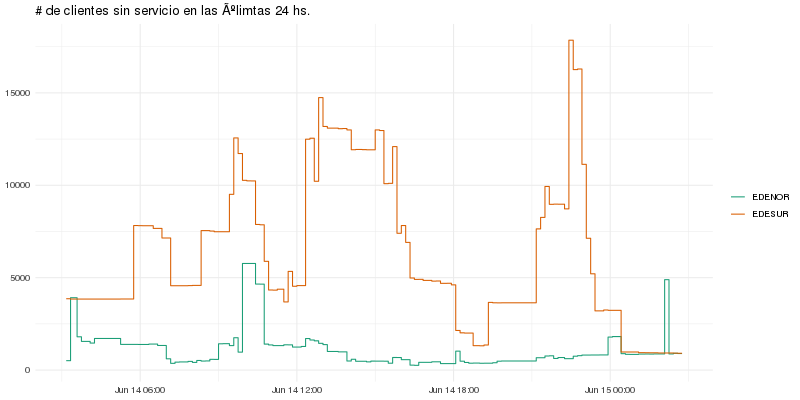 # de clientes sin servicio en las Ãºlimtas 24 hs.
15000
10000
5000
0
Jun 14 06:00
Jun 14 12:00
Jun 14 18:00
Jun 15 00:00
EDENOR
EDESUR